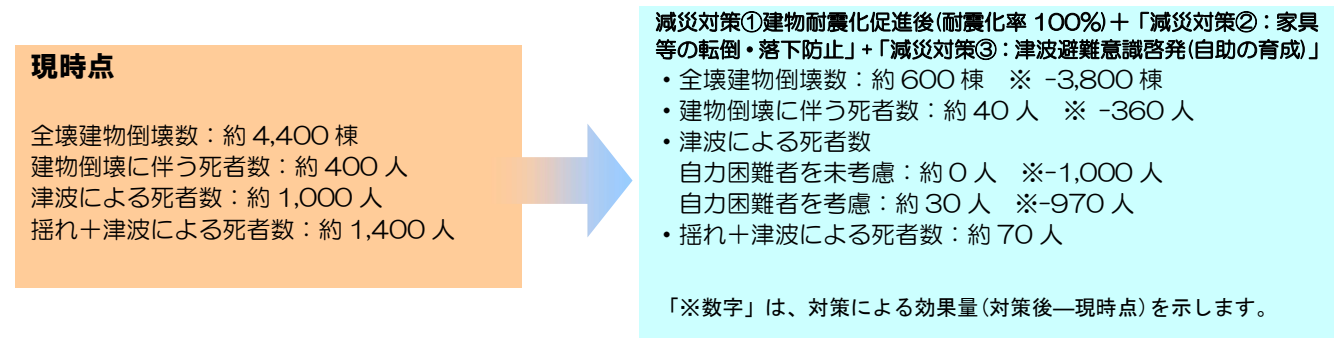 現時点
全壊建物倒壊数：約 4,400 棟
建物倒壊に伴う死者数：約 400 人
津波による死者数：約 1,000 人
揺れ＋津波による死者数：約 1,400 人
減災対策①建物耐震化促進後(耐震化率 100%)＋「減災対策②：家具
等の転倒・落下防止」+「減災対策③：津波避難意識啓発(自助の育成)」
・全壊建物倒壊数：約 600 棟　※ -3,800 棟
・建物倒壊に伴う死者数：約 40 人　※ -360 人
・津波による死者数
自力困難者を未考慮：約 0 人　※-1,000 人
自力困難者を考慮：約 30 人　※-970 人
・揺れ＋津波による死者数：約 70 人
「※数字」は、対策による効果量(対策後―現時点)を示します。